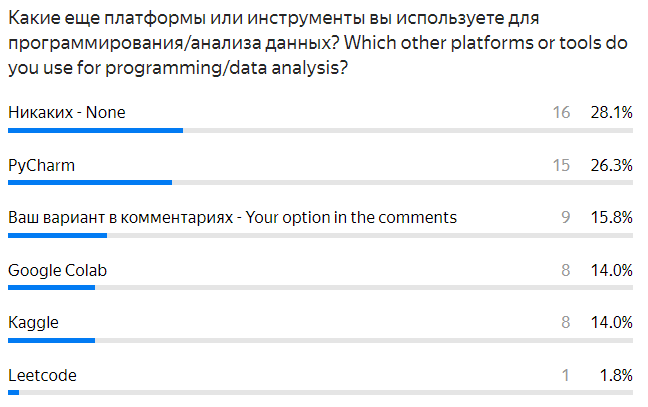 Какие еще платформы или инструменты вы используете для
программирования/анализа данных? Which other platforms or tools do
you use for programming/data analysis?
Никаких - None 16 28.1%
PyCharm 15 26.3%
Ваш вариант в комментариях - Your option in the comments 9 15.8%
Google Colab 8 14.0%
Kaggle 8 14.0%
Leetcode 1 1.8%